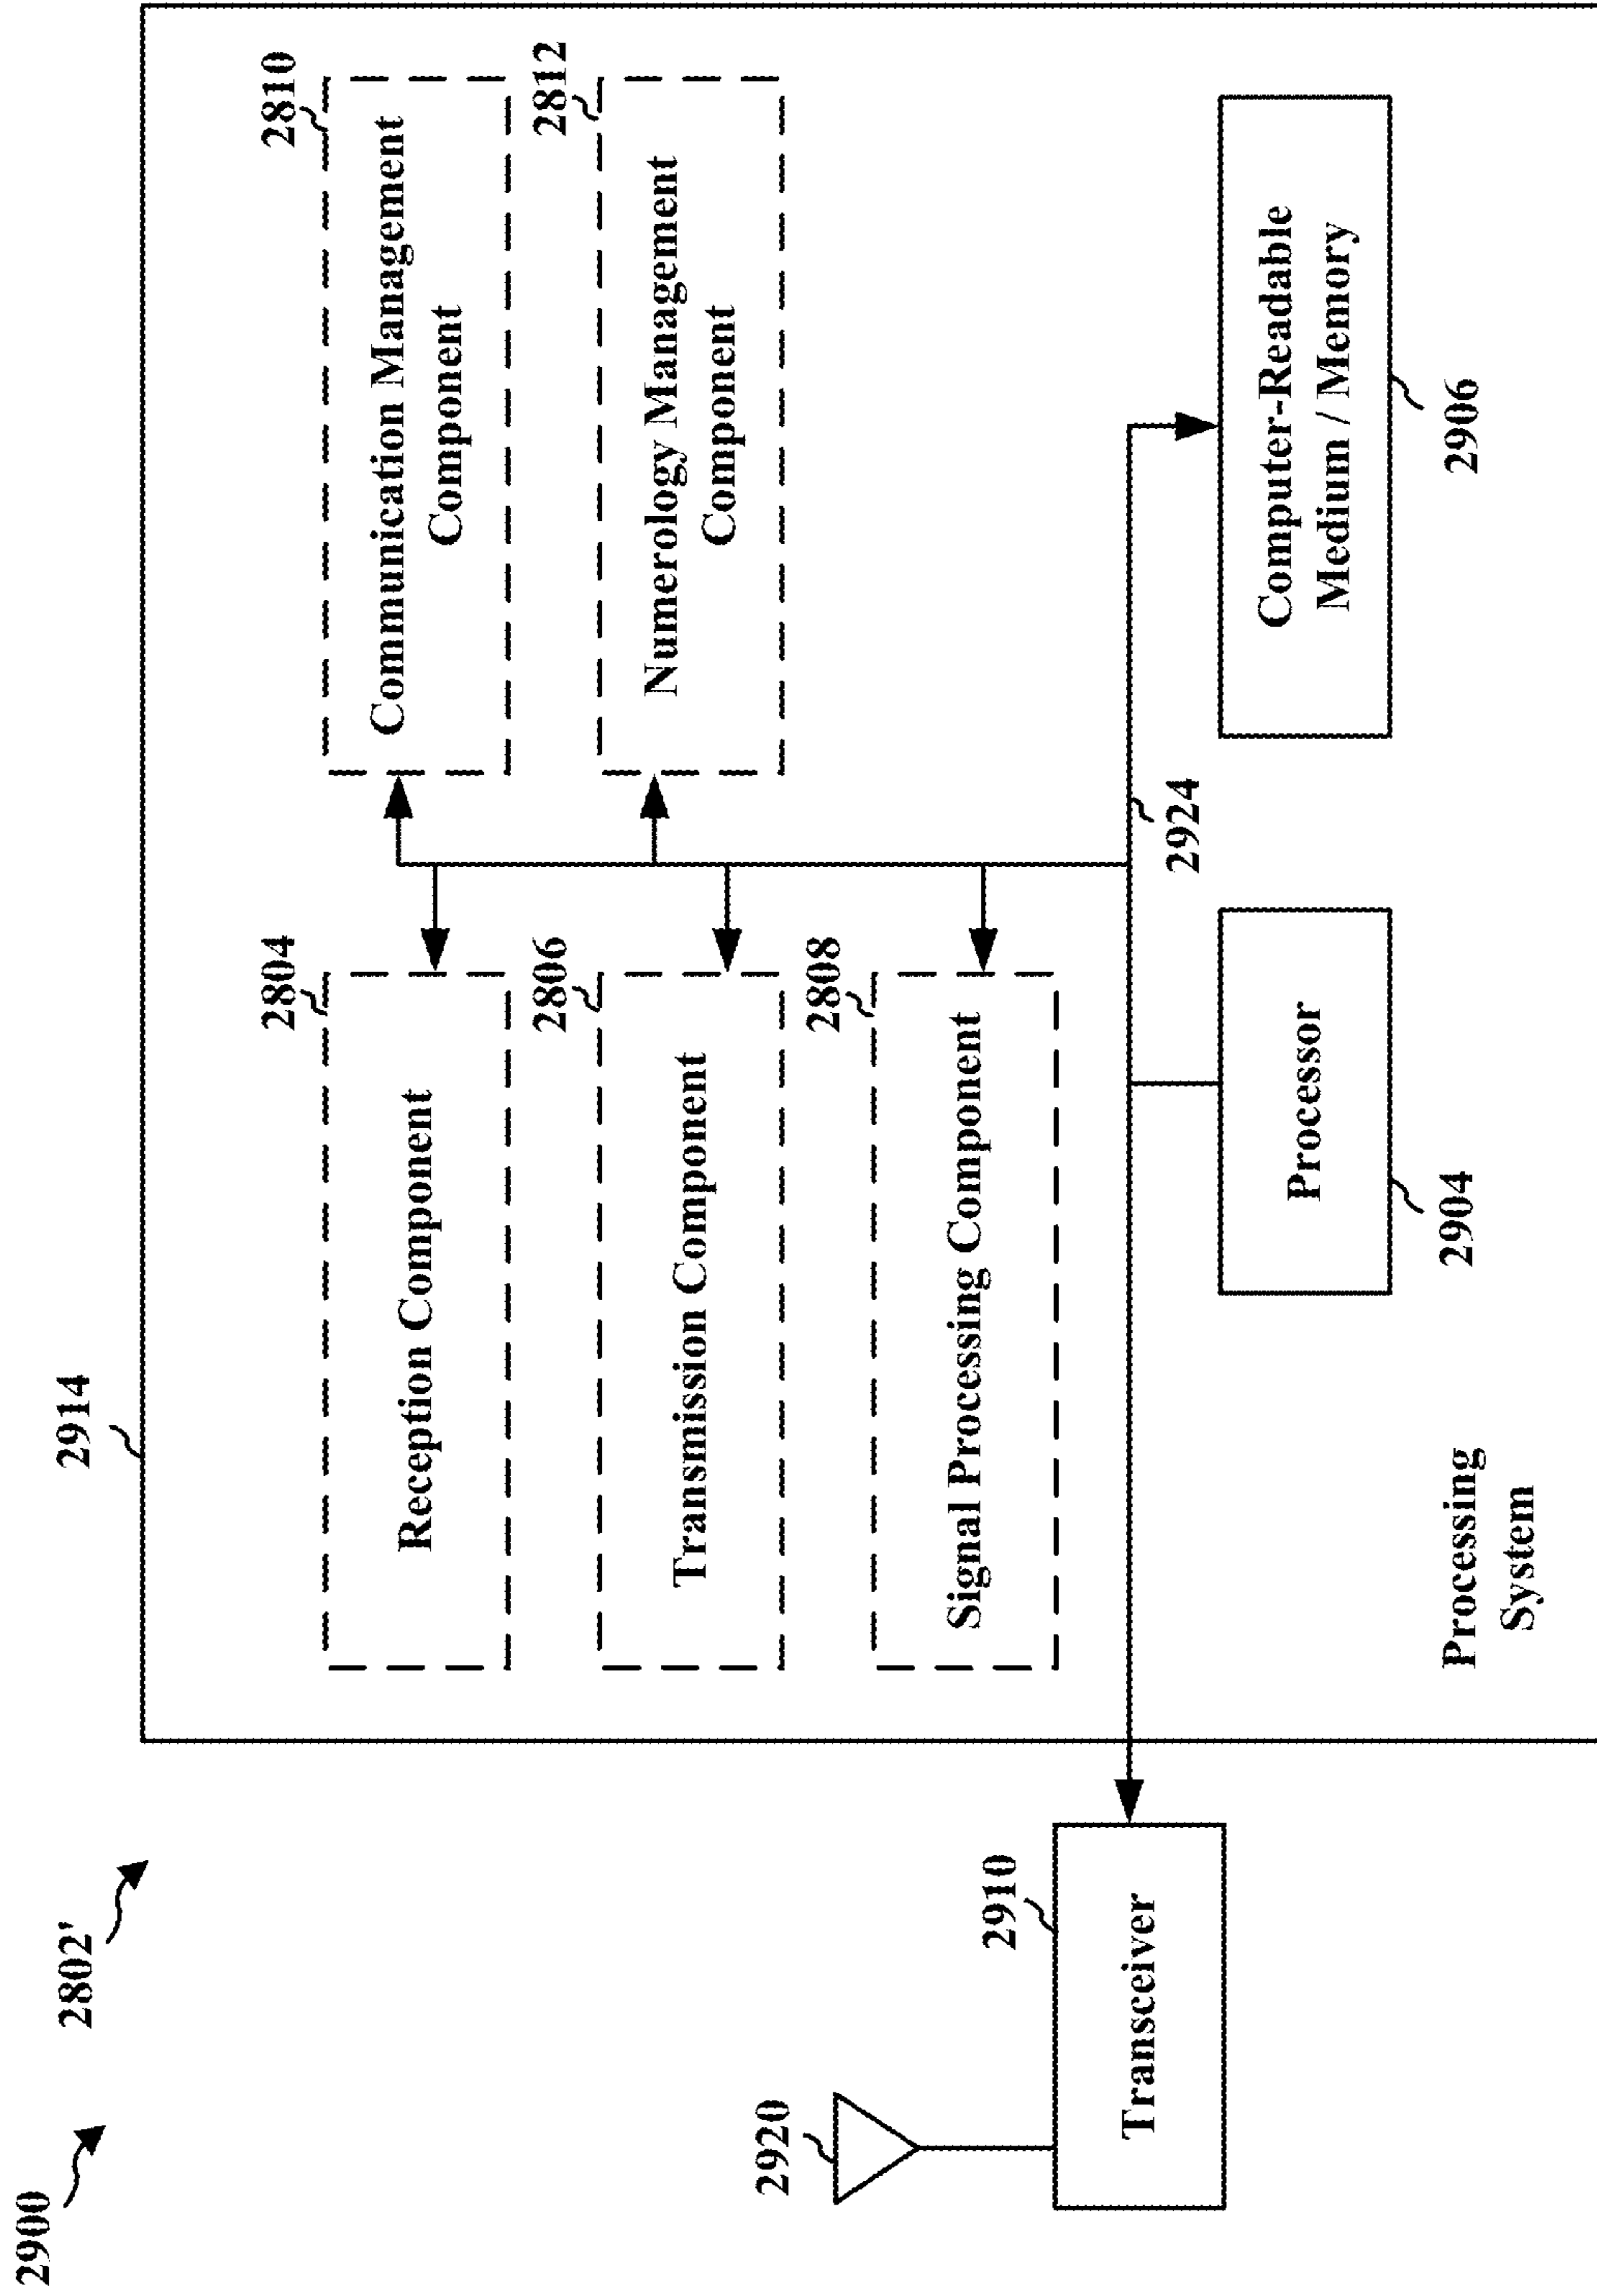 2900
2802'
2914
2804
Reception Component
2810
Communication Management
Component
2806
Transmission Component
2812
Numerology Management
Component
2808
Signal Processing Component
2920
2910
Transceiver
2924
Processor
2904
Computer-Readable
Medium / Memory
2906
Processing
System